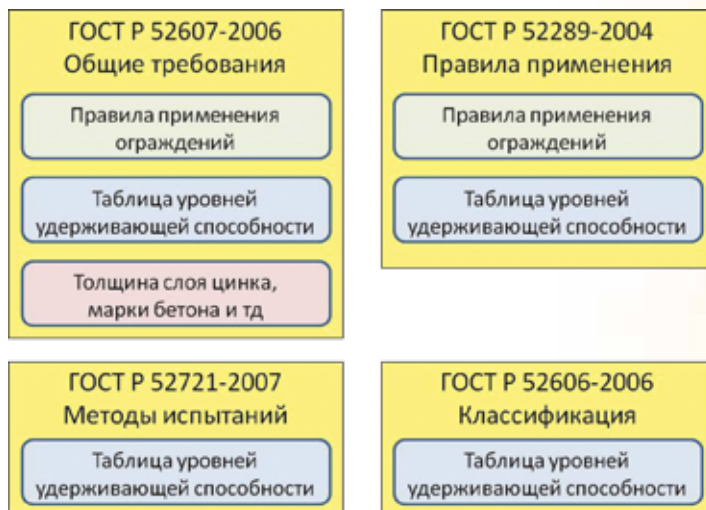 ГОСТ Р 52607-2006
Общие требования
Правила применения
ограждений
Таблица уровней
удерживающей способности
Толщина слоя цинка,
марки бетона и тд
ГОСТ Р 52289-2004
Правила применения
Правила применения
ограждений
Таблица уровней
удерживающей способности
ГОСТ Р 52721-2007
Методы испытаний
Таблица уровней
удерживающей способности
ГОСТ Р 52606-2006
Классификация
Таблица уровней
удерживающей способности